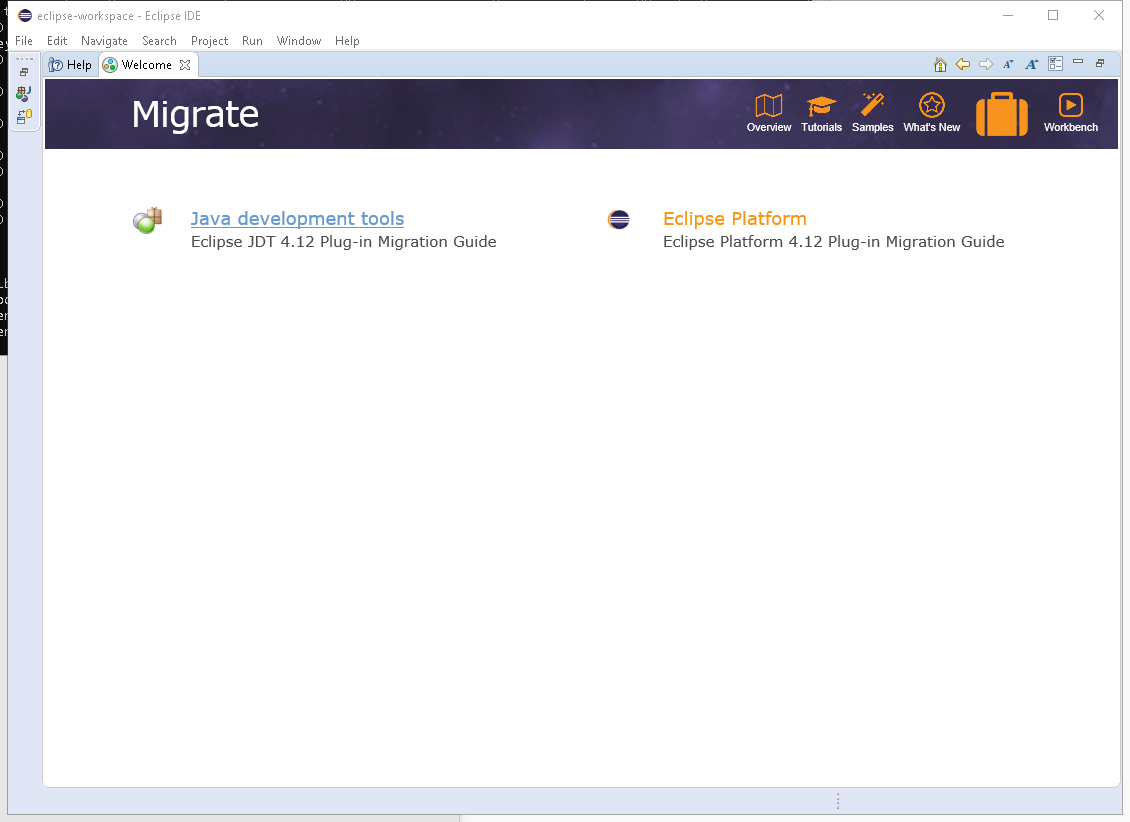 eclipse-workspace - Eclipse IDE
File Edit Navigate Search Project Run Window Help
Help Welcome
Migrate
Overview Tutorials Samples What's New Workbench
Java development tools
Eclipse JDT 4.12 Plug-in Migration Guide
Eclipse Platform
Eclipse Platform 4.12 Plug-in Migration Guide